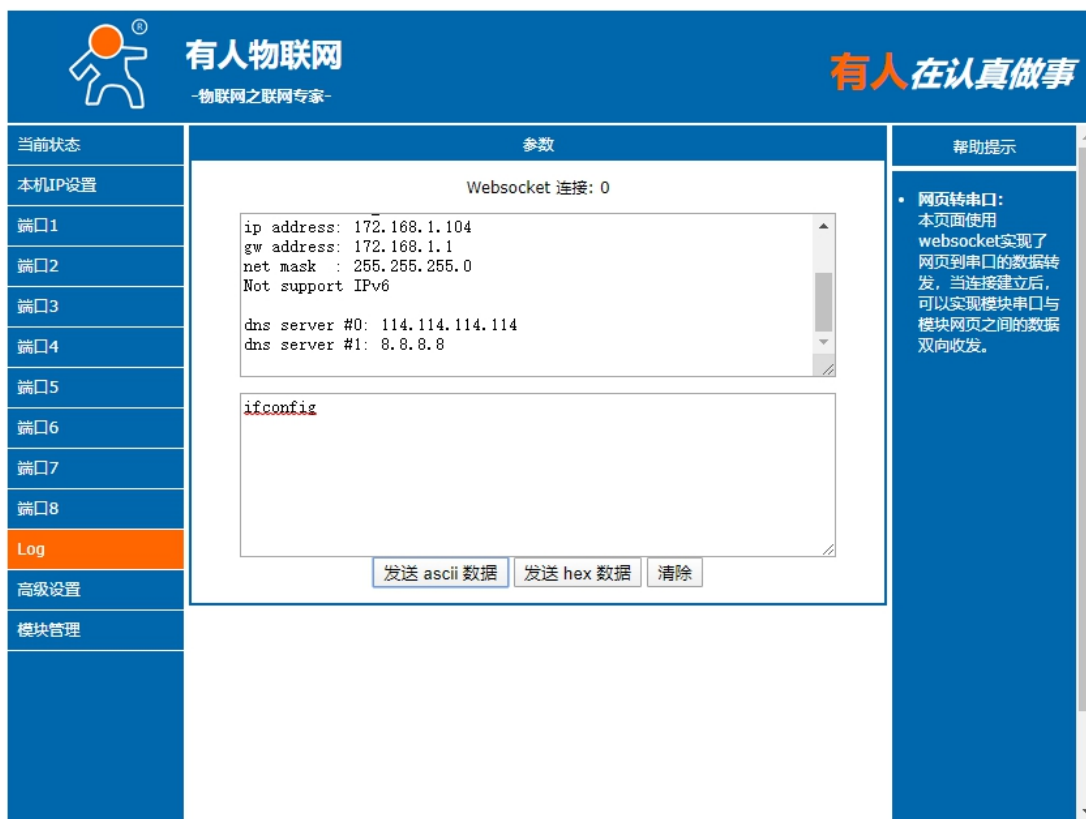 ®
有人物联网
-物联网之联网专家-
有人在认真做事
当前状态
本机IP设置
端口1
端口2
端口3
端口4
端口5
端口6
端口7
端口8
Log
高级设置
模块管理
参数
Websocket 连接: 0
ip address: 172.168.1.104
gw address: 172.168.1.1
net mask  : 255.255.255.0
Not support IPv6
dns server #0: 114.114.114.114
dns server #1: 8.8.8.8
ifconfig
发送 ascii 数据 发送 hex 数据 清除
帮助提示
• 网页转串口：
本页面使用
websocket实现了
网页到串口的数据转
发，当连接建立后，
可以实现模块串口与
模块网页之间的数据
双向收发。